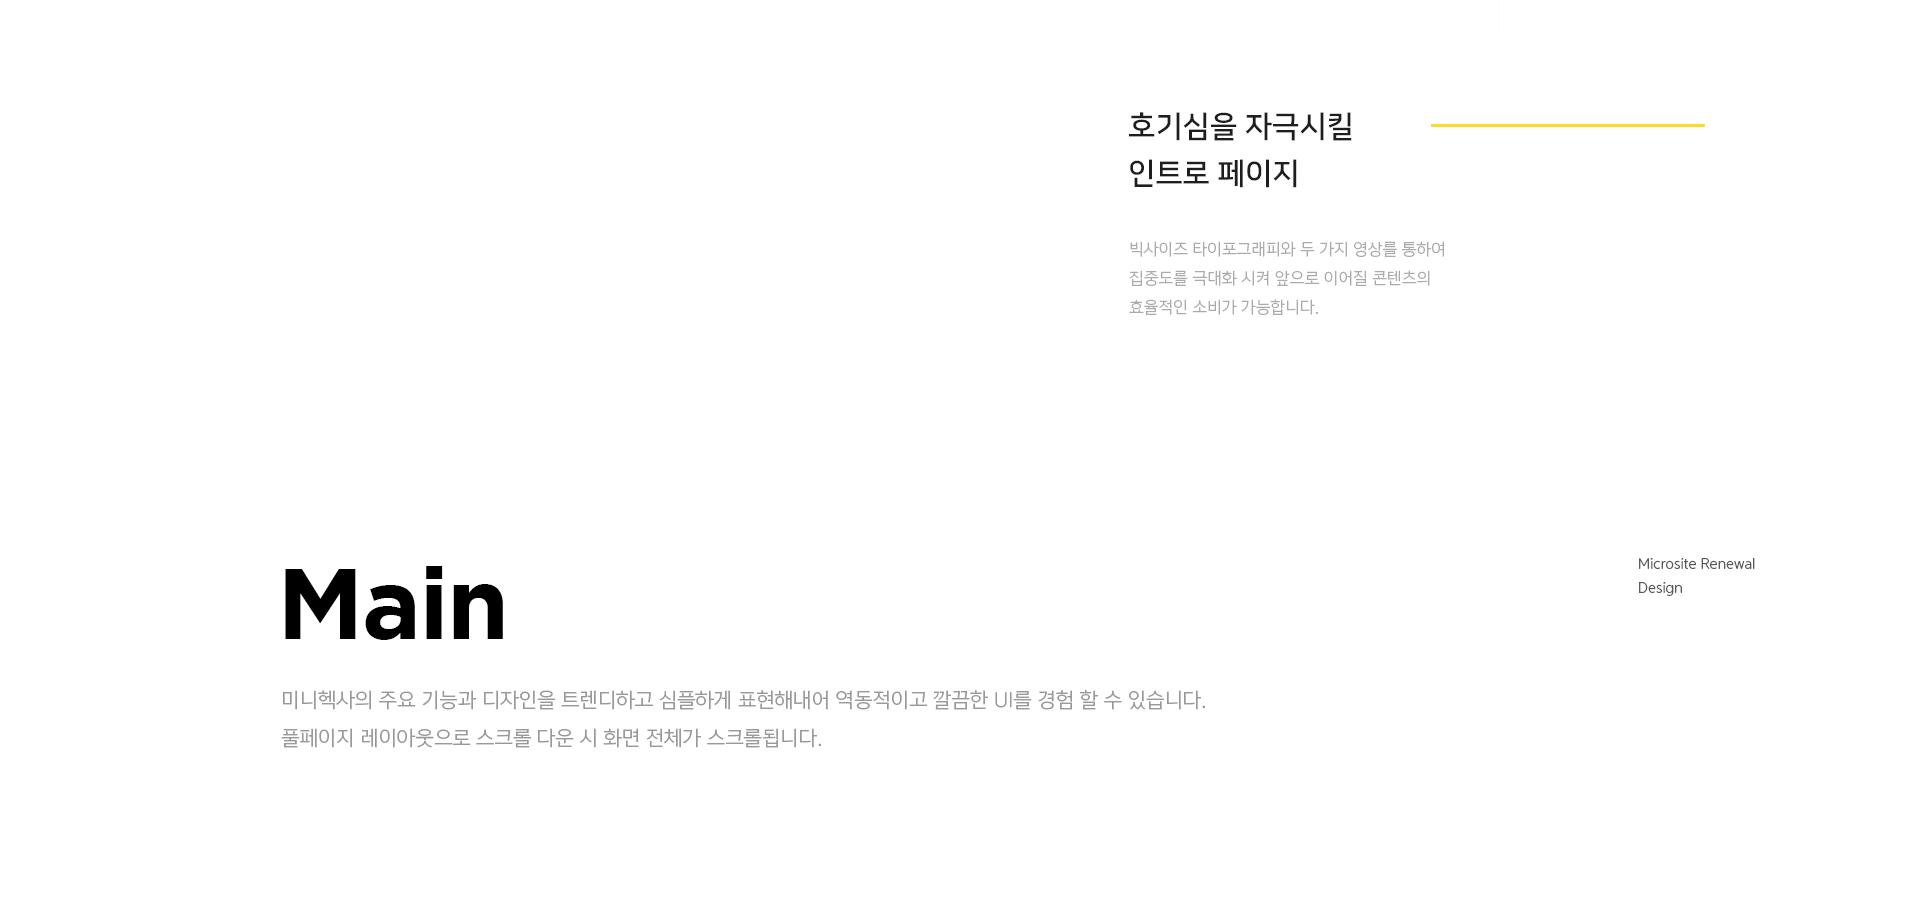 호기심을 자극시킬
인트로 페이지
빅사이즈 타이포그래피와 두 가지 영상를 통하여
집중도를 극대화 시켜 앞으로 이어질 콘텐츠의
효율적인 소비가 가능합니다.
Main
Microsite Renewal
Design
미니헥사의 주요 기능과 디자인을 트렌디하고 심플하게 표현해내어 역동적이고 깔끔한 UI를 경험 할 수 있습니다.
풀페이지 레이아웃으로 스크롤 다운 시 화면 전체가 스크롤됩니다.